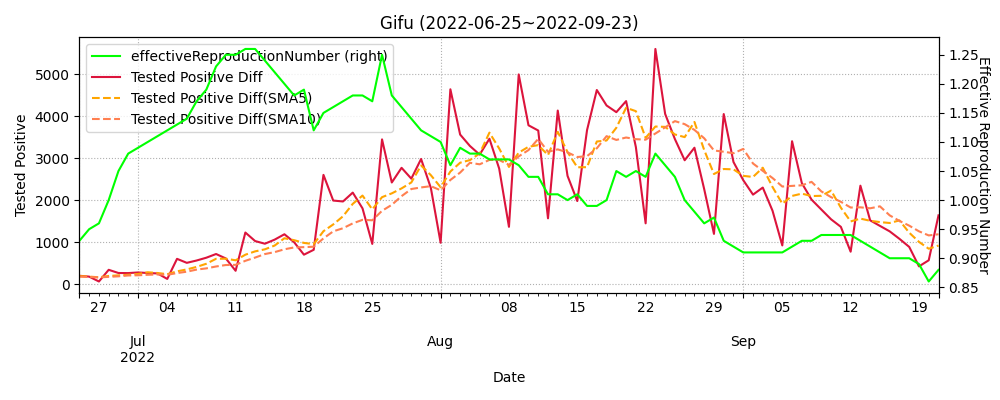 Gifu (2022-06-25~2022-09-23)
effectiveReproductionNumber (right)
Tested Positive Diff
Tested Positive Diff(SMA5)
Tested Positive Diff(SMA10)
Tested Positive
5000
4000
3000
2000
1000
0
1.25
1.20
1.15
1.10
1.05
1.00
0.95
0.90
0.85
Effective Reproduction Number
27 04 11 18 25 08 15 22 29 05 12 19
Jul Aug Sep
2022
Date